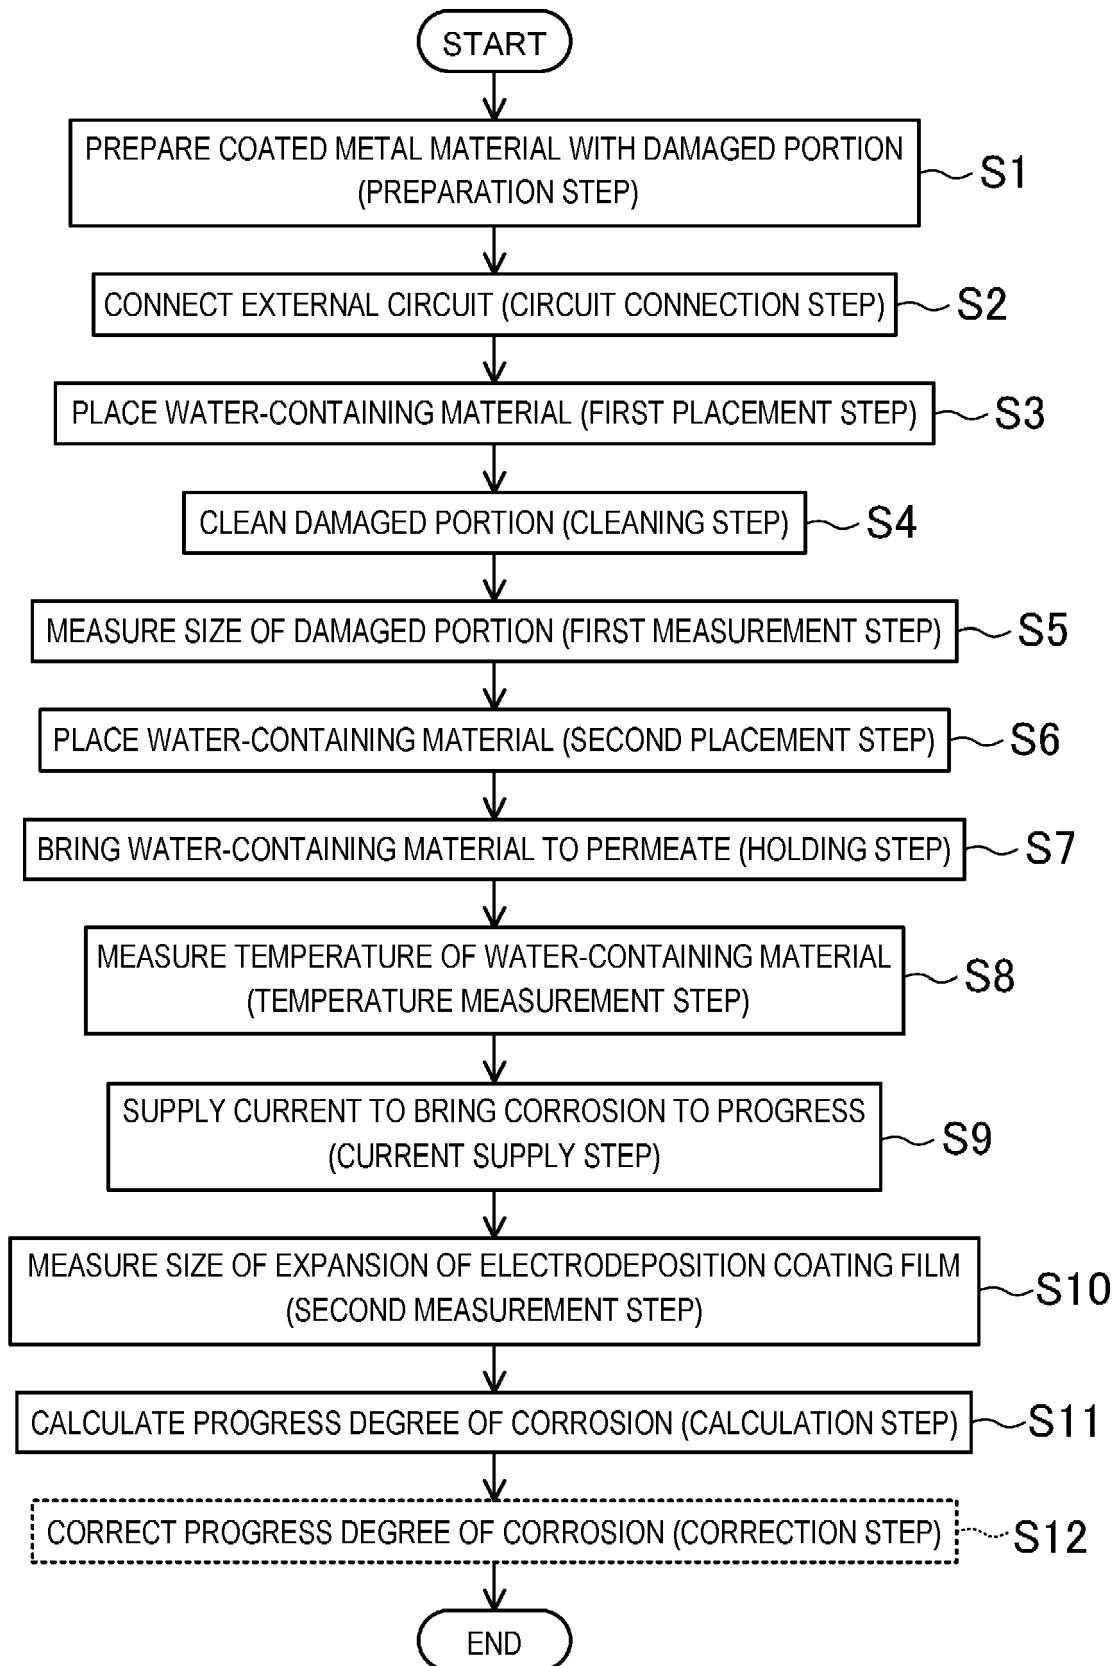 START
PREPARE COATED METAL MATERIAL WITH DAMAGED PORTION
(PREPARATION STEP)
S1
CONNECT EXTERNAL CIRCUIT (CIRCUIT CONNECTION STEP)
S2
PLACE WATER-CONTAINING MATERIAL (FIRST PLACEMENT STEP)
S3
CLEAN DAMAGED PORTION (CLEANING STEP)
S4
MEASURE SIZE OF DAMAGED PORTION (FIRST MEASUREMENT STEP)
S5
PLACE WATER-CONTAINING MATERIAL (SECOND PLACEMENT STEP)
S6
BRING WATER-CONTAINING MATERIAL TO PERMEATE (HOLDING STEP)
S7
MEASURE TEMPERATURE OF WATER-CONTAINING MATERIAL
(TEMPERATURE MEASUREMENT STEP)
S8
SUPPLY CURRENT TO BRING CORROSION TO PROGRESS
(CURRENT SUPPLY STEP)
S9
MEASURE SIZE OF EXPANSION OF ELECTRODEPOSITION COATING FILM
(SECOND MEASUREMENT STEP)
S10
CALCULATE PROGRESS DEGREE OF CORROSION (CALCULATION STEP)
S11
CORRECT PROGRESS DEGREE OF CORROSION (CORRECTION STEP)
S12
END